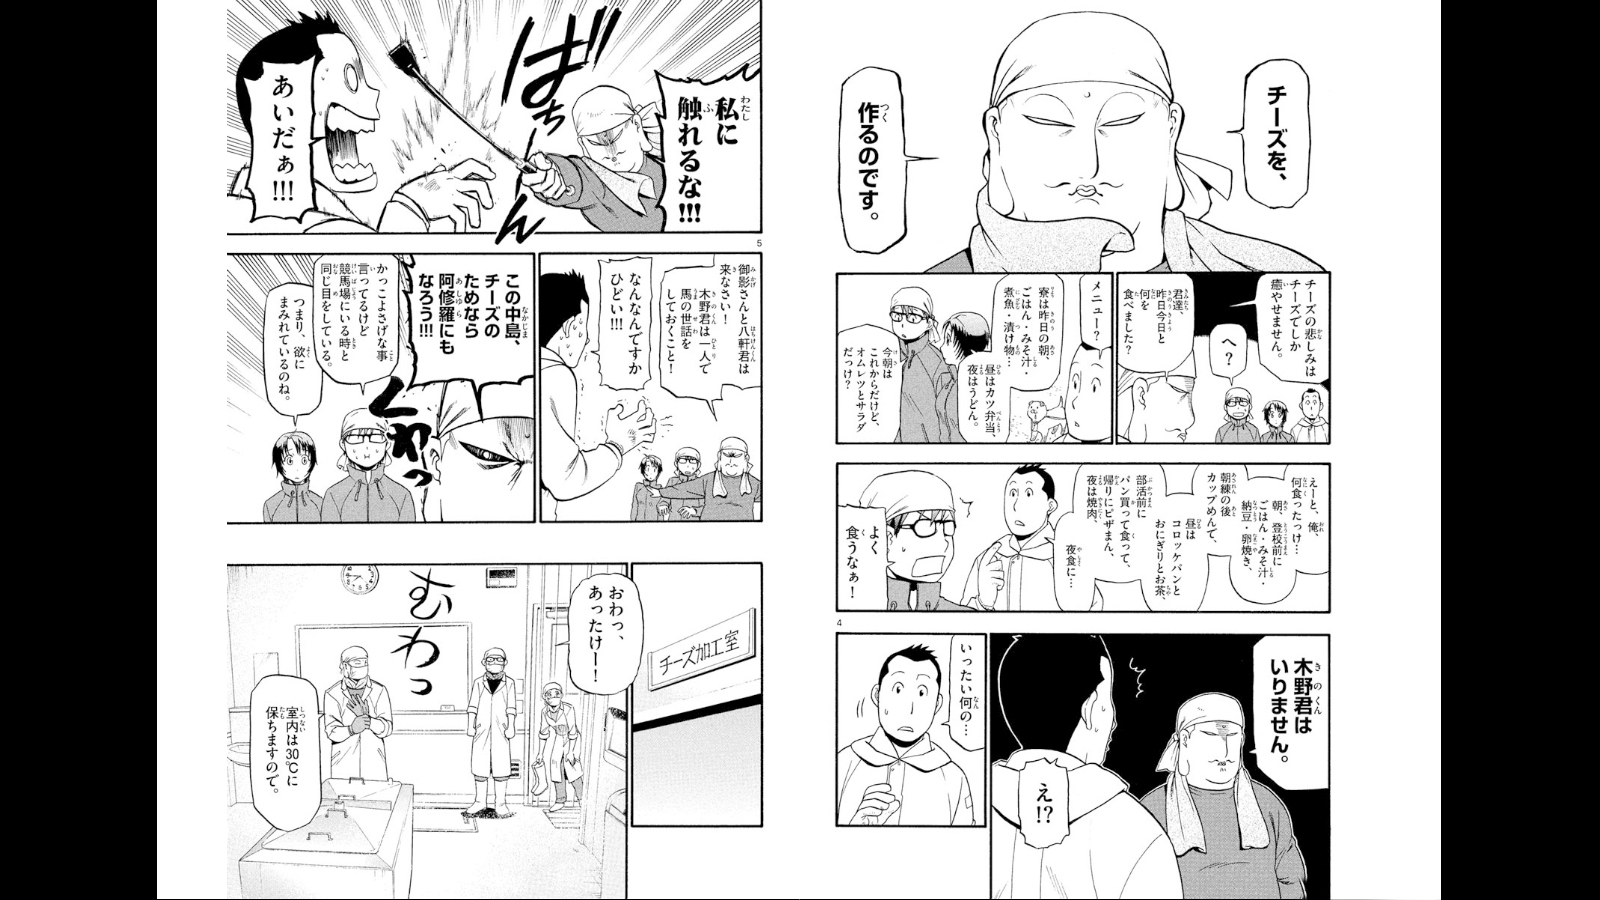 チーズを、
作るのです。
チーズの悲しみは
チーズでしか
癒やせません。
へ?
君達、
昨日今日と
何を
食べました?
メニュー?
寮は昨日の朝、
ごはん・みそ汁・
煮魚・漬け物…
昼はカツ弁当、
夜はうどん。
今朝は
これからだけど、
オムレツとサラダ
だっけ?
えーと、俺、
何食ったっけ…
朝、登校前に
ごはん・みそ汁・
納豆・卵焼き、
朝練の後
カップめんで、
昼は
コロッケパンと
おにぎりとお茶、
部活前に
パン買って食って、
帰りにピザまん、
夜は焼肉、
夜食に…
よく
食うなぁ!
4
木野君は
いりません。
え!?
いったい何の…
私に
触れるな!!!
ばちーん
あいだぁ!!!
5
御影さんと八軒君は
来なさい!
木野君は一人で
馬の世話を
しておくこと!
なんなんですか
ひどい!!!
この中島、
チーズの
ためなら
阿修羅にも
なろう!!!
くわっ
かっこよさげな事
言ってるけど
競馬場にいる時と
同じ目をしている。
つまり、欲に
まみれているのね。
チーズ加工室
おわっ、
あったけー!
むわっ
室内は30℃に
保ちますので。